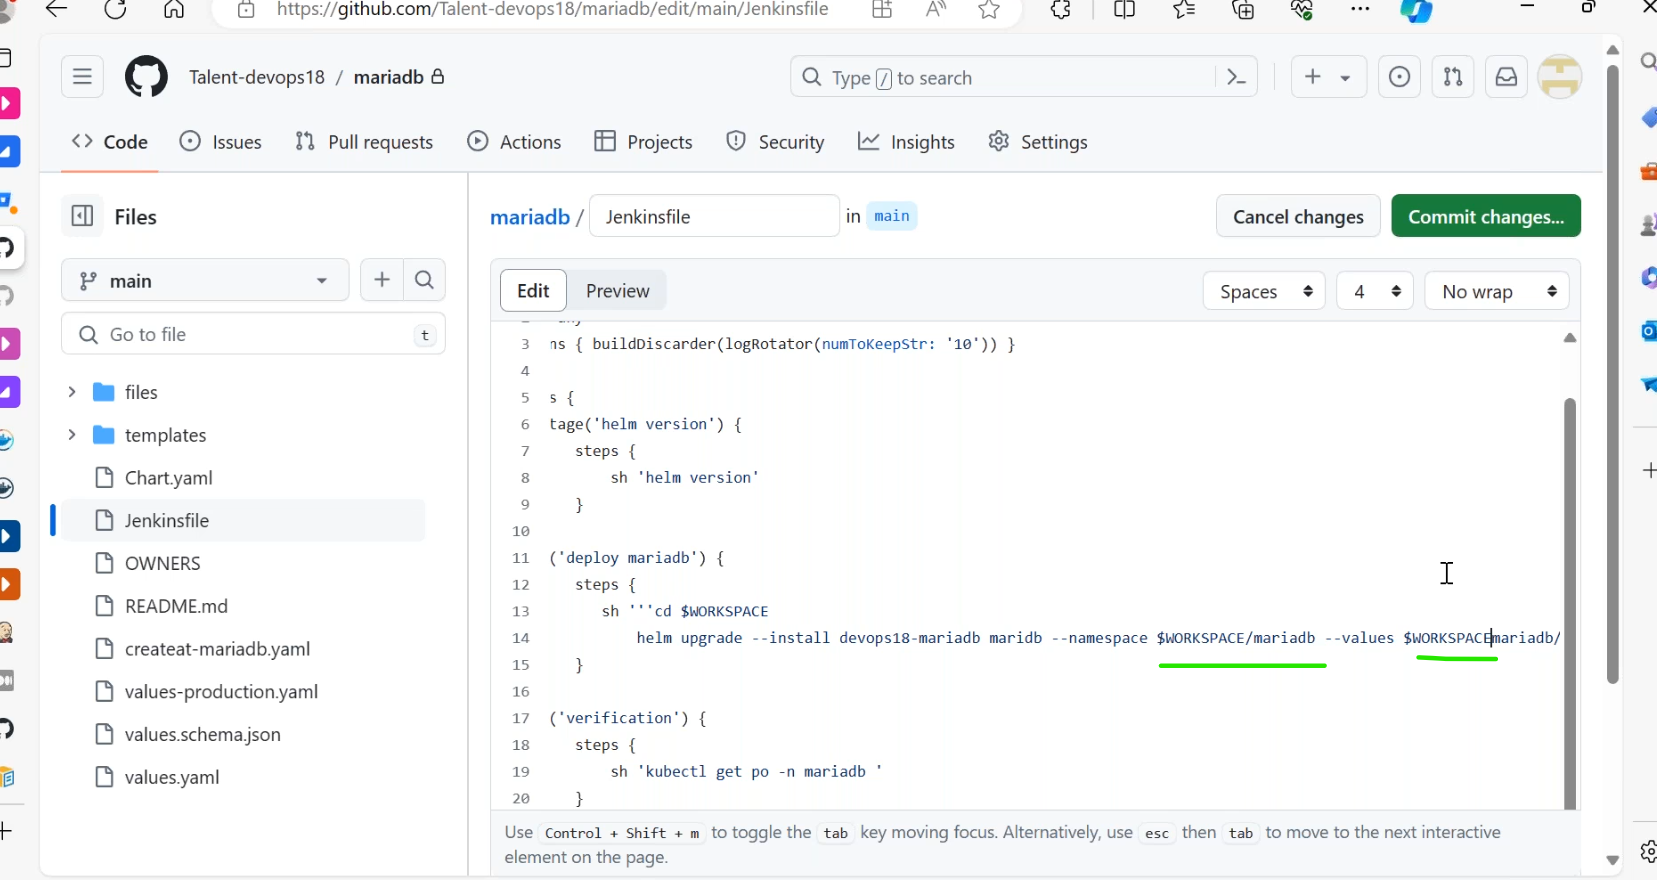 https://github.com/Talent-devops18/mariadb/edit/main/Jenkinsfile
Talent-devops18 / mariadb
Type / to search
Code
Issues
Pull requests
Actions
Projects
Security
Insights
Settings
Files
mariadb / Jenkinsfile in main
Cancel changes
Commit changes...
main
Edit
Preview
Spaces
4
No wrap
Go to file
t
files
templates
Chart.yaml
Jenkinsfile
OWNERS
README.md
createat-mariadb.yaml
values-production.yaml
values.schema.json
values.yaml
3 ns { buildDiscarder(logRotator(numToKeepStr: '10')) }
4
5 s {
6 tage('helm version') {
7 steps {
8 sh 'helm version'
9 }
10
11 ('deploy mariadb') {
12 steps {
13 sh '''cd $WORKSPACE
14 helm upgrade --install devops18-mariadb maridb --namespace $WORKSPACE/mariadb --values $WORKSPACEmariadb/
15 }
16
17 ('verification') {
18 steps {
19 sh 'kubectl get po -n mariadb '
20 }
Use Control + Shift + m to toggle the tab key moving focus. Alternatively, use esc then tab to move to the next interactive
element on the page.